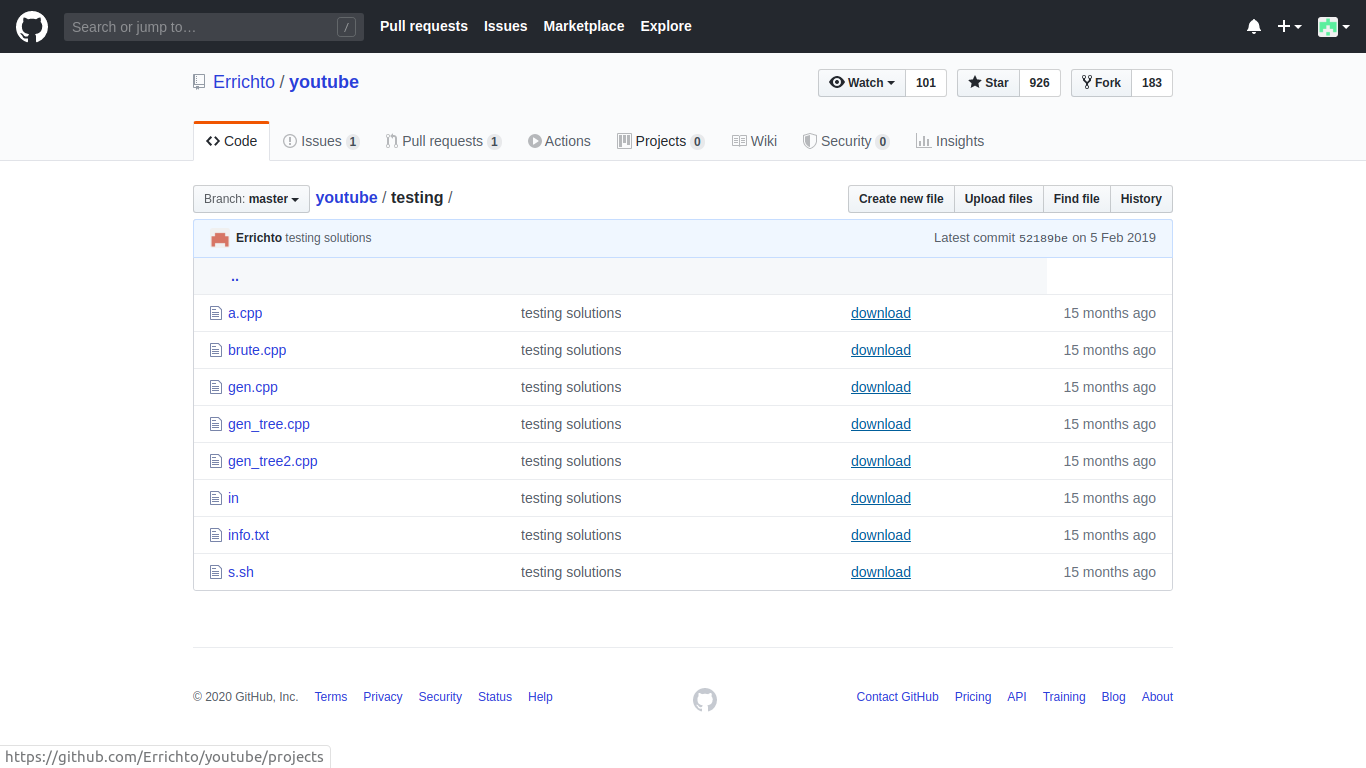 Search or jump to… / Pull requests Issues Marketplace Explore
Errichto / youtube Watch 101 Star 926 Fork 183
Code Issues 1 Pull requests 1 Actions Projects 0 Wiki Security 0 Insights
Branch: master youtube / testing / Create new file Upload files Find file History
Errichto testing solutions Latest commit 52189be on 5 Feb 2019
..
a.cpp testing solutions download 15 months ago
brute.cpp testing solutions download 15 months ago
gen.cpp testing solutions download 15 months ago
gen_tree.cpp testing solutions download 15 months ago
gen_tree2.cpp testing solutions download 15 months ago
in testing solutions download 15 months ago
info.txt testing solutions download 15 months ago
s.sh testing solutions download 15 months ago
© 2020 GitHub, Inc. Terms Privacy Security Status Help Contact GitHub Pricing API Training Blog About
https://github.com/Errichto/youtube/projects